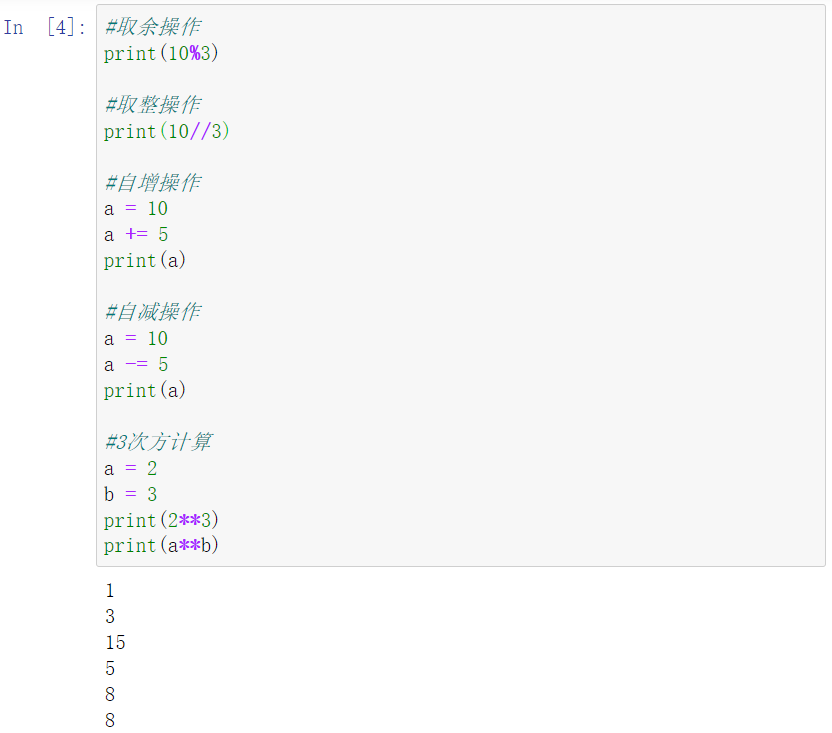 In [4]:
#取余操作
print(10%3)
#取整操作
print(10//3)
#自增操作
a = 10
a += 5
print(a)
#自减操作
a = 10
a -= 5
print(a)
#3次方计算
a = 2
b = 3
print(2**3)
print(a**b)
1
3
15
5
8
8